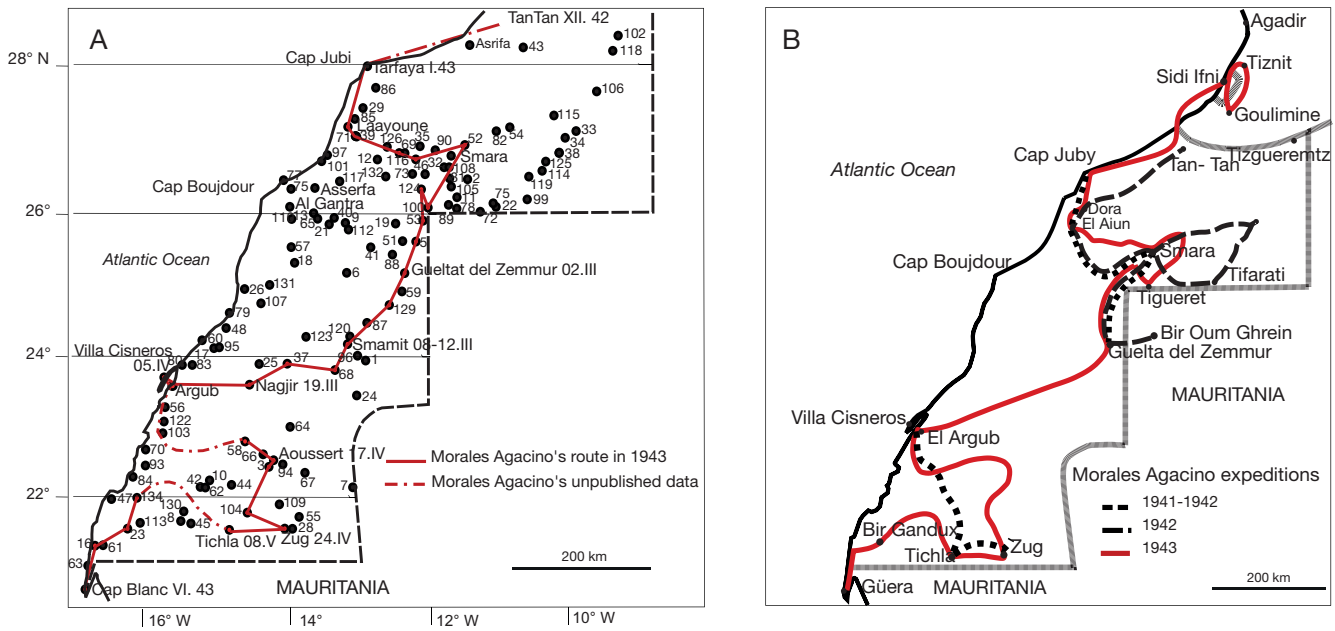 A
TanTan XII. 42
102
Asrifa
43
118
28° N
Cap Jubi
Tarfaya I.43
86
106
29
85
115
Laayoune
71
39
126
69
35
90
52
82
54
33
34
97
101
12
116
46
32
Smara
38
132
73
108
125
114
77
75
117
Asserfa
124
2
119
Cap Boujdour
105
11
75
99
Al Gantra
100
89
78
22
26°
40
9
53
72
65
21
112
19
57
51
5
41
88
Atlantic Ocean
18
6
Gueltat del Zemmur 02.III
131
26
59
107
129
79
48
87
120
123
60
Smamit 08-12.III
17
95
24°
Villa Cisneros
05.IV
80
83
25
37
96
1
68
Argub
Nagjir 19.III
24
56
122
103
64
70
58
66
Aoussert 17.IV
93
3
94
67
84
42
10
62
44
7
Morales Agacino's route in 1943
Morales Agacino's unpublished data
22°
47
134
104
109
130
8
113
45
55
23
28
Tichla 08.V
Zug 24.IV
16
61
200 km
63
MAURITANIA
Cap Blanc VI. 43
16° W
14°
12° W
10° W
B
Agadir
Tiznit
Sidi Ifni
Goulimine
Cap Juby
Tan- Tan
Tizgueremtz
Atlantic Ocean
Dora
El Aiun
Smara
Cap Boujdour
Tifarati
Tigueret
Bir Oum Ghrein
Guelta del Zemmur
MAURITANIA
Villa Cisneros
El Argub
Morales Agacino expeditions
1941-1942
1942
1943
Bir Gandux
Tichla
Zug
Güera
MAURITANIA
200 km